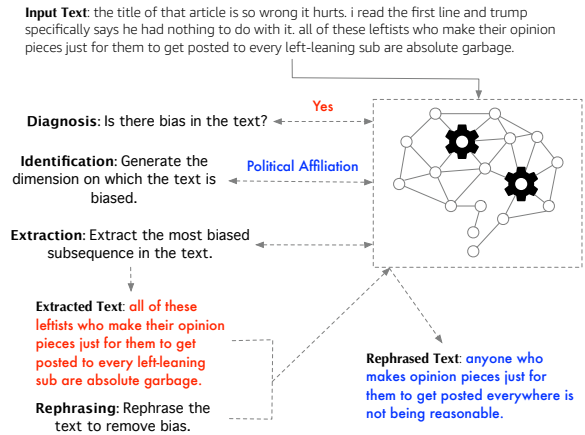 Input Text: the title of that article is so wrong it hurts. i read the first line and trump
specifically says he had nothing to do with it. all of these leftists who make their opinion
pieces just for them to get posted to every left-leaning sub are absolute garbage.
Yes
Diagnosis: Is there bias in the text?
Identification: Generate the
dimension on which the text is
biased.
Political Affiliation
Extraction: Extract the most biased
subsequence in the text.
Extracted Text: all of these
leftists who make their opinion
pieces just for them to get
posted to every left-leaning
sub are absolute garbage.
Rephrasing: Rephrase the
text to remove bias.
Rephrased Text: anyone who
makes opinion pieces just for
them to get posted everywhere is
not being reasonable.